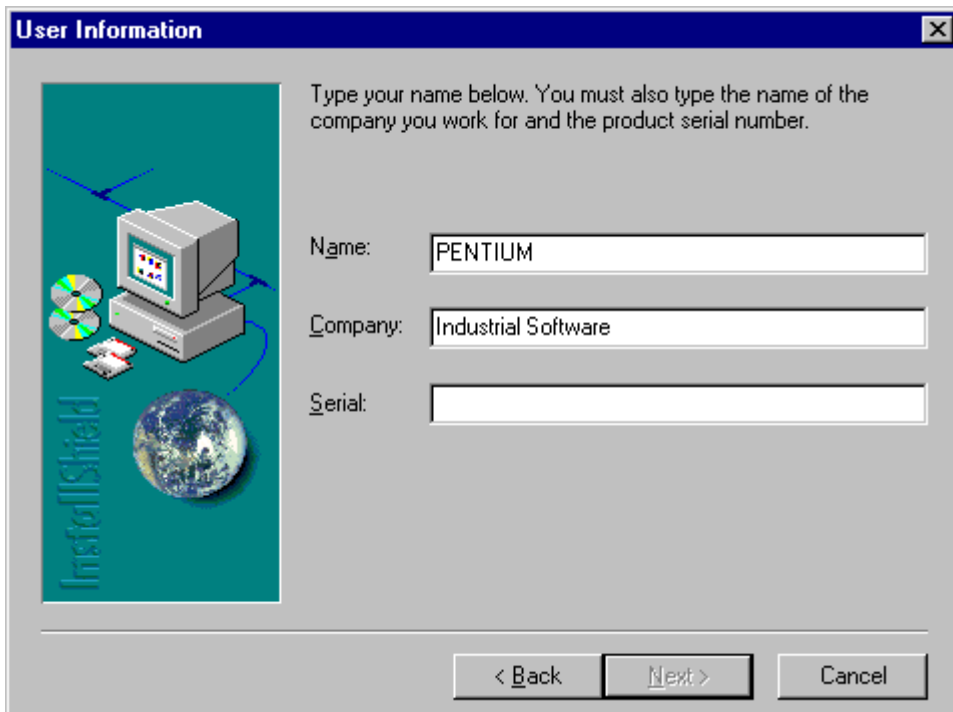 User Information
Type your name below. You must also type the name of the
company you work for and the product serial number.
Name: PENTIUM
Company: Industrial Software
Serial:
InstallShield
< Back Next > Cancel